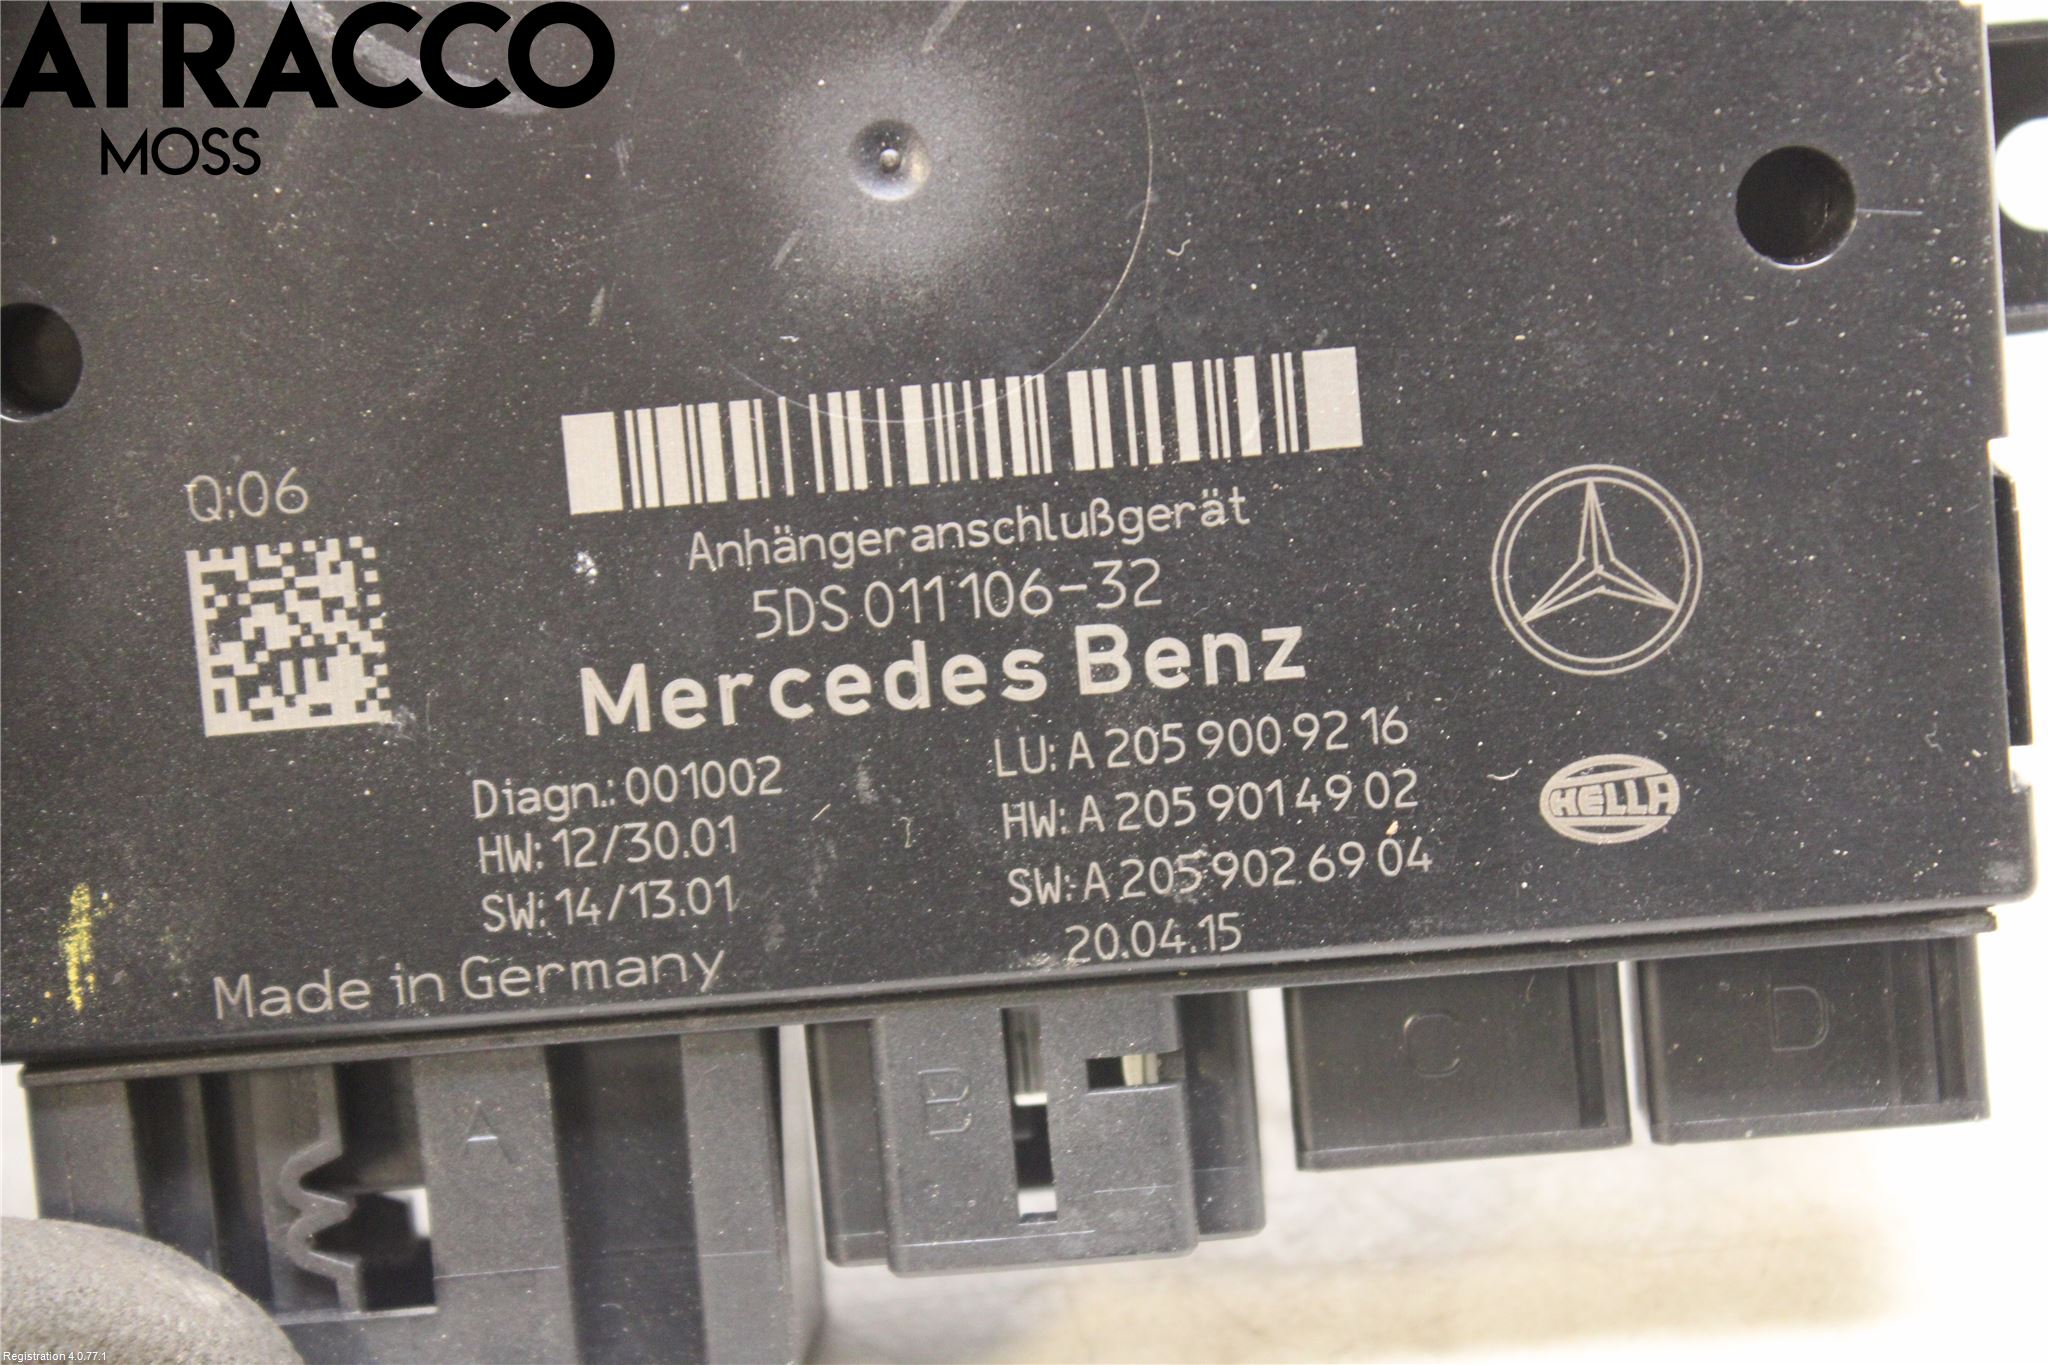 ATRACCO
MOSS
Q:06
Anhängeranschlußgerät
5DS 011 106-32
Mercedes Benz
Diagn.: 001002
HW: 12/30.01
SW: 14/13.01
LU: A 205 900 92 16
HW: A 205 901 49 02
SW: A 205 902 69 04
20.04.15
HELLA
Made in Germany
A
B
C
D
Registration 4.0.77.1